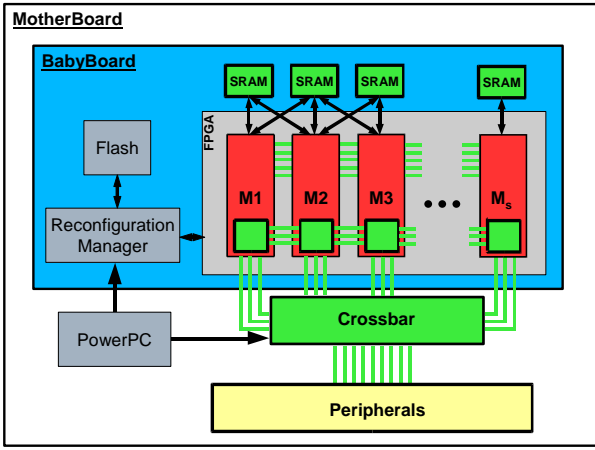 MotherBoard
BabyBoard
SRAM SRAM SRAM SRAM
FPGA
Flash
M1 M2 M3 ... Ms
Reconfiguration
Manager
Crossbar
PowerPC
Peripherals